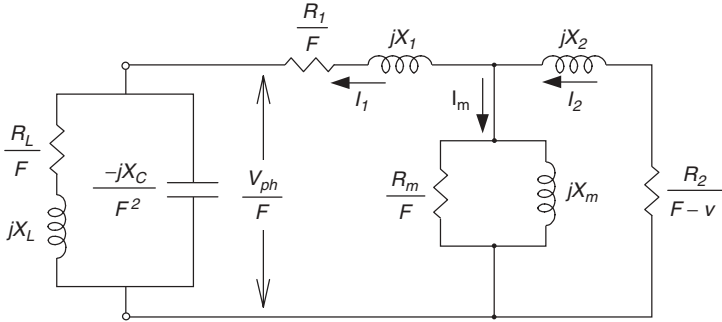 R1
F
jX1
jX2
I1
Im
I2
RL
F
jXL
–jXC
F2
Vph
F
Rm
F
jXm
R2
F – v